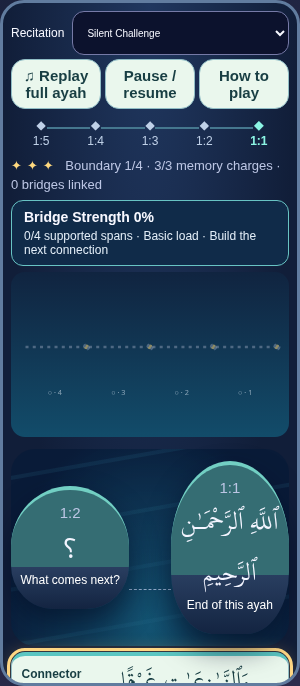 Recitation
Silent Challenge
♫ Replay full ayah
Pause / resume
How to play
1:5 1:4 1:3 1:2 1:1
✦ ✦ ✦ Boundary 1/4 · 3/3 memory charges ·
0 bridges linked
Bridge Strength 0%
0/4 supported spans · Basic load · Build the
next connection
○ · 4 ○ · 3 ○ · 2 ○ · 1
1:1
ٱللَّهِ ٱلرَّحْمَـٰنِ
ٱلرَّحِيمِ
End of this ayah
1:2
؟
What comes next?
Connector